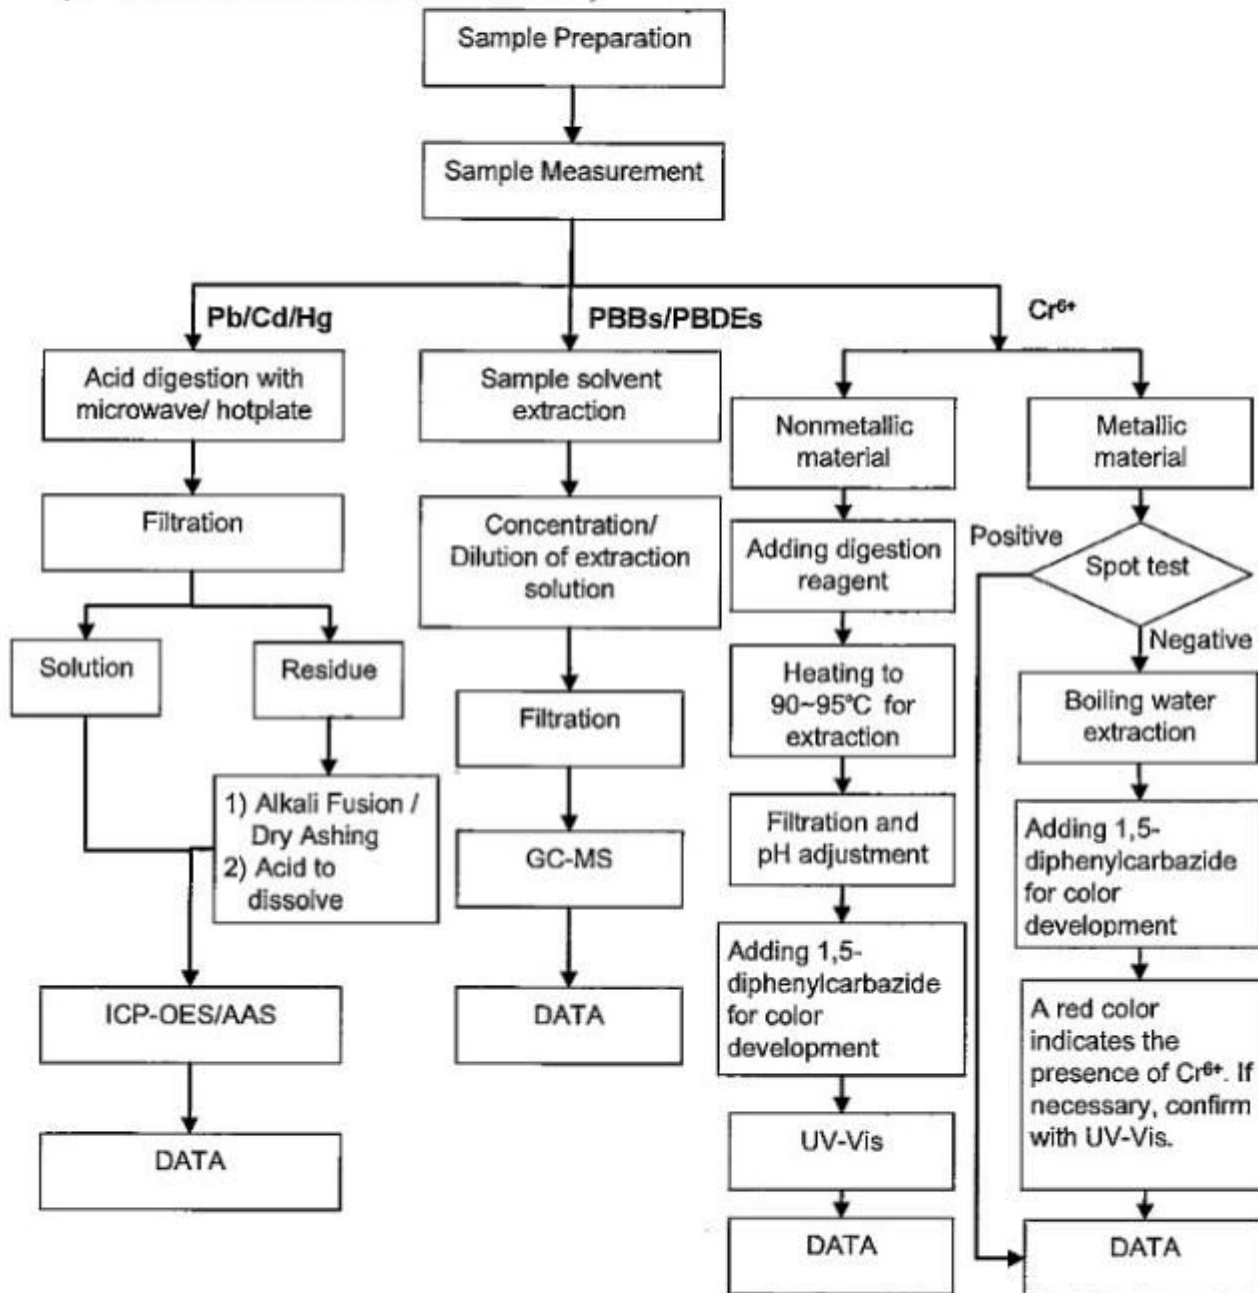 Sample Preparation
Sample Measurement
Pb/Cd/Hg
Acid digestion with
microwave/ hotplate
Filtration
Solution
Residue
1) Alkali Fusion /
Dry Ashing
2) Acid to
dissolve
ICP-OES/AAS
DATA
PBBs/PBDEs
Sample solvent
extraction
Concentration/
Dilution of extraction
solution
Filtration
GC-MS
DATA
Cr⁶⁺
Nonmetallic
material
Adding digestion
reagent
Heating to
90~95℃ for
extraction
Filtration and
pH adjustment
Adding 1,5-
diphenylcarbazide
for color
development
UV-Vis
DATA
Metallic
material
Spot test
Positive
Negative
Boiling water
extraction
Adding 1,5-
diphenylcarbazide
for color
development
A red color
indicates the
presence of Cr⁶⁺. If
necessary, confirm
with UV-Vis.
DATA